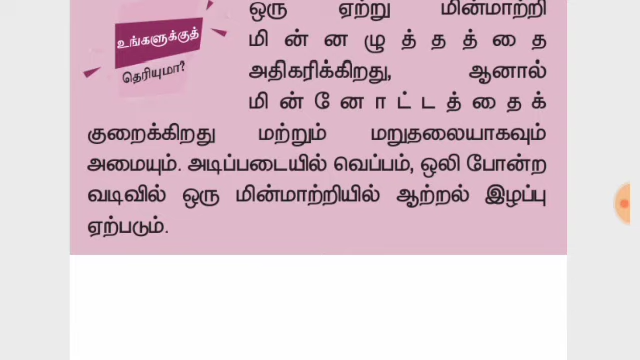 உங்களுக்குத்
தெரியுமா?
ஒரு ஏற்று மின்மாற்றி
மின்னழுத்தத்தை
அதிகரிக்கிறது, ஆனால்
மின்னோட்டத்தைக்
குறைக்கிறது மற்றும் மறுதலையாகவும்
அமையும். அடிப்படையில் வெப்பம், ஒலி போன்ற
வடிவில் ஒரு மின்மாற்றியில் ஆற்றல் இழப்பு
ஏற்படும்.